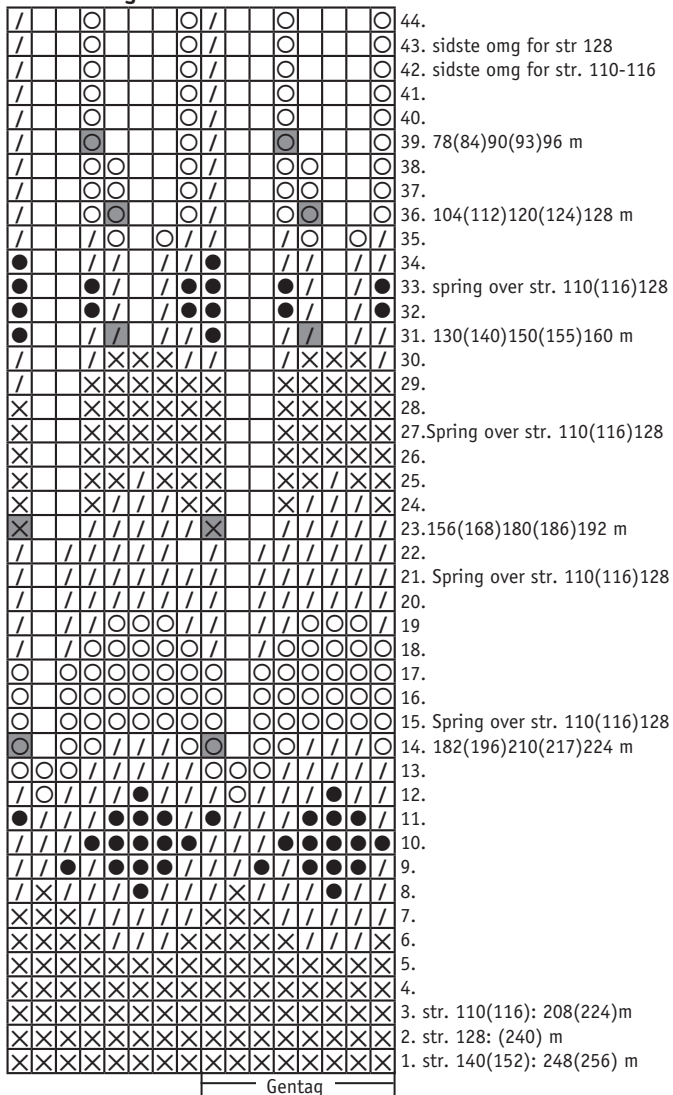 44.
43. sidste omg for str 128
42. sidste omg for str. 110-116
41.
40.
39. 78(84)90(93)96 m
38.
37.
36. 104(112)120(124)128 m
35.
34.
33. spring over str. 110(116)128
32.
31. 130(140)150(155)160 m
30.
29.
28.
27.Spring over str. 110(116)128
26.
25.
24.
23.156(168)180(186)192 m
22.
21. Spring over str. 110(116)128
20.
19
18.
17.
16.
15. Spring over str. 110(116)128
14. 182(196)210(217)224 m
13.
12.
11.
10.
9.
8.
7.
6.
5.
4.
3. str. 110(116): 208(224)m
2. str. 128: (240) m
1. str. 140(152): 248(256) m
Gentag